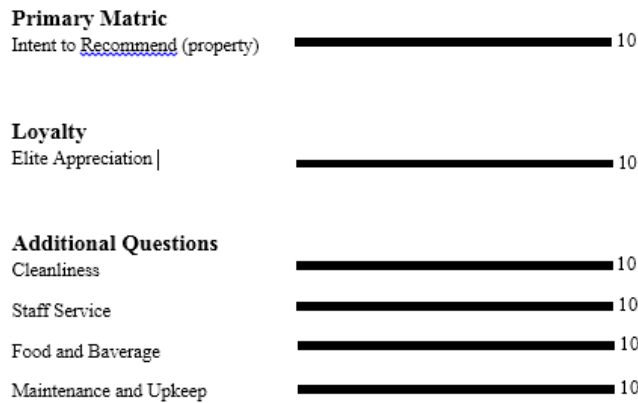 Primary Matric
Intent to Recommend (property) 10
Loyalty
Elite Appreciation 10
Additional Questions
Cleanliness 10
Staff Service 10
Food and Baverage 10
Maintenance and Upkeep 10